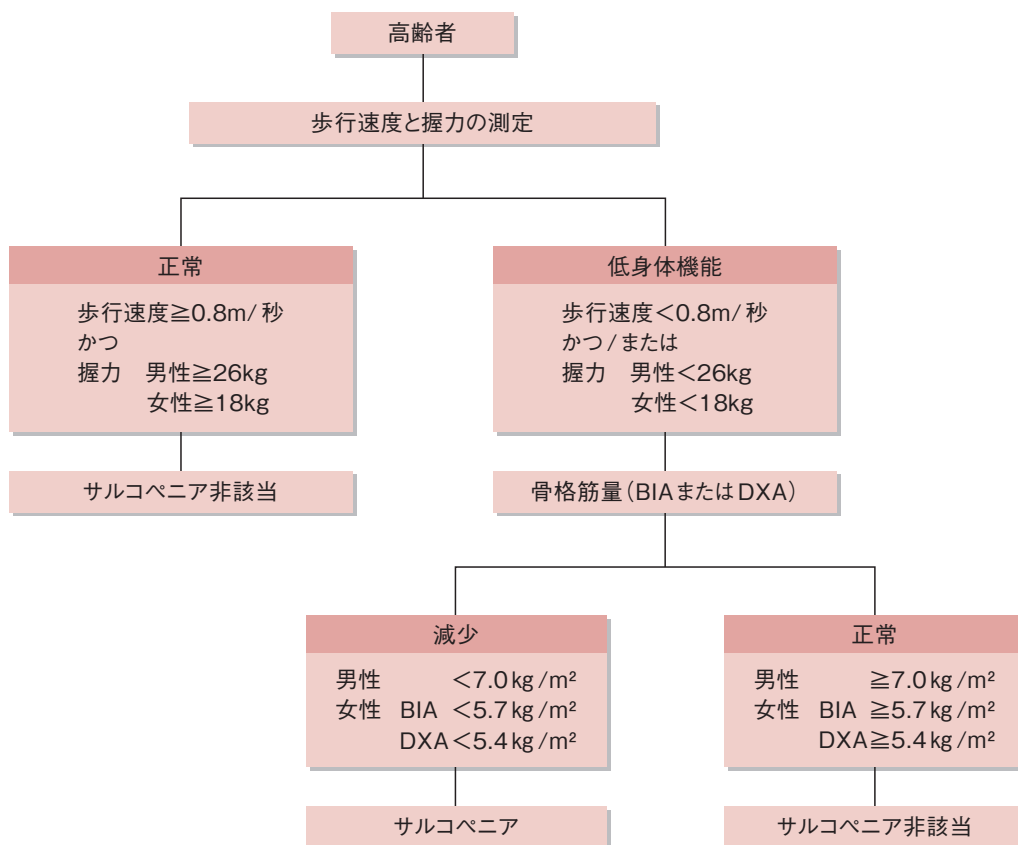 高齢者
歩行速度と握力の測定
正常
歩行速度≧0.8m/秒
かつ
握力 男性≧26kg
女性≧18kg
サルコペニア非該当
低身体機能
歩行速度<0.8m/秒
かつ/または
握力 男性<26kg
女性<18kg
骨格筋量(BIAまたはDXA)
減少
男性 <7.0kg/m²
女性 BIA <5.7kg/m²
DXA<5.4kg/m²
サルコペニア
正常
男性 ≧7.0kg/m²
女性 BIA ≧5.7kg/m²
DXA≧5.4kg/m²
サルコペニア非該当